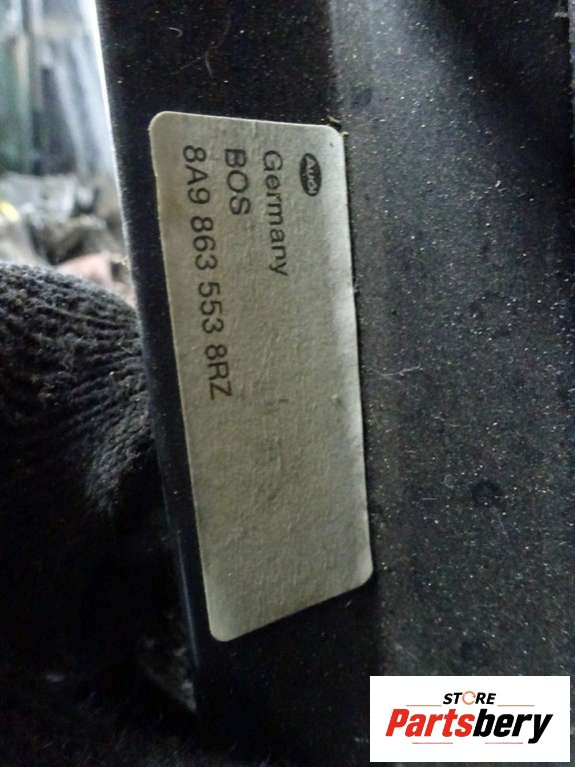 AUDI
Germany
BOS
8A9 863 553 8RZ
STORE
Partsbery